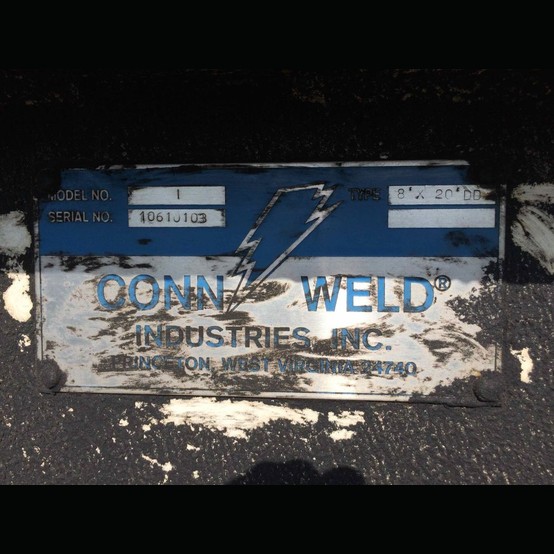 MODEL NO. 1 TYPE 8'X 20'DD
SERIAL NO. 10610103
CONN WELD®
INDUSTRIES, INC.
PRINCETON, WEST VIRGINIA 24740